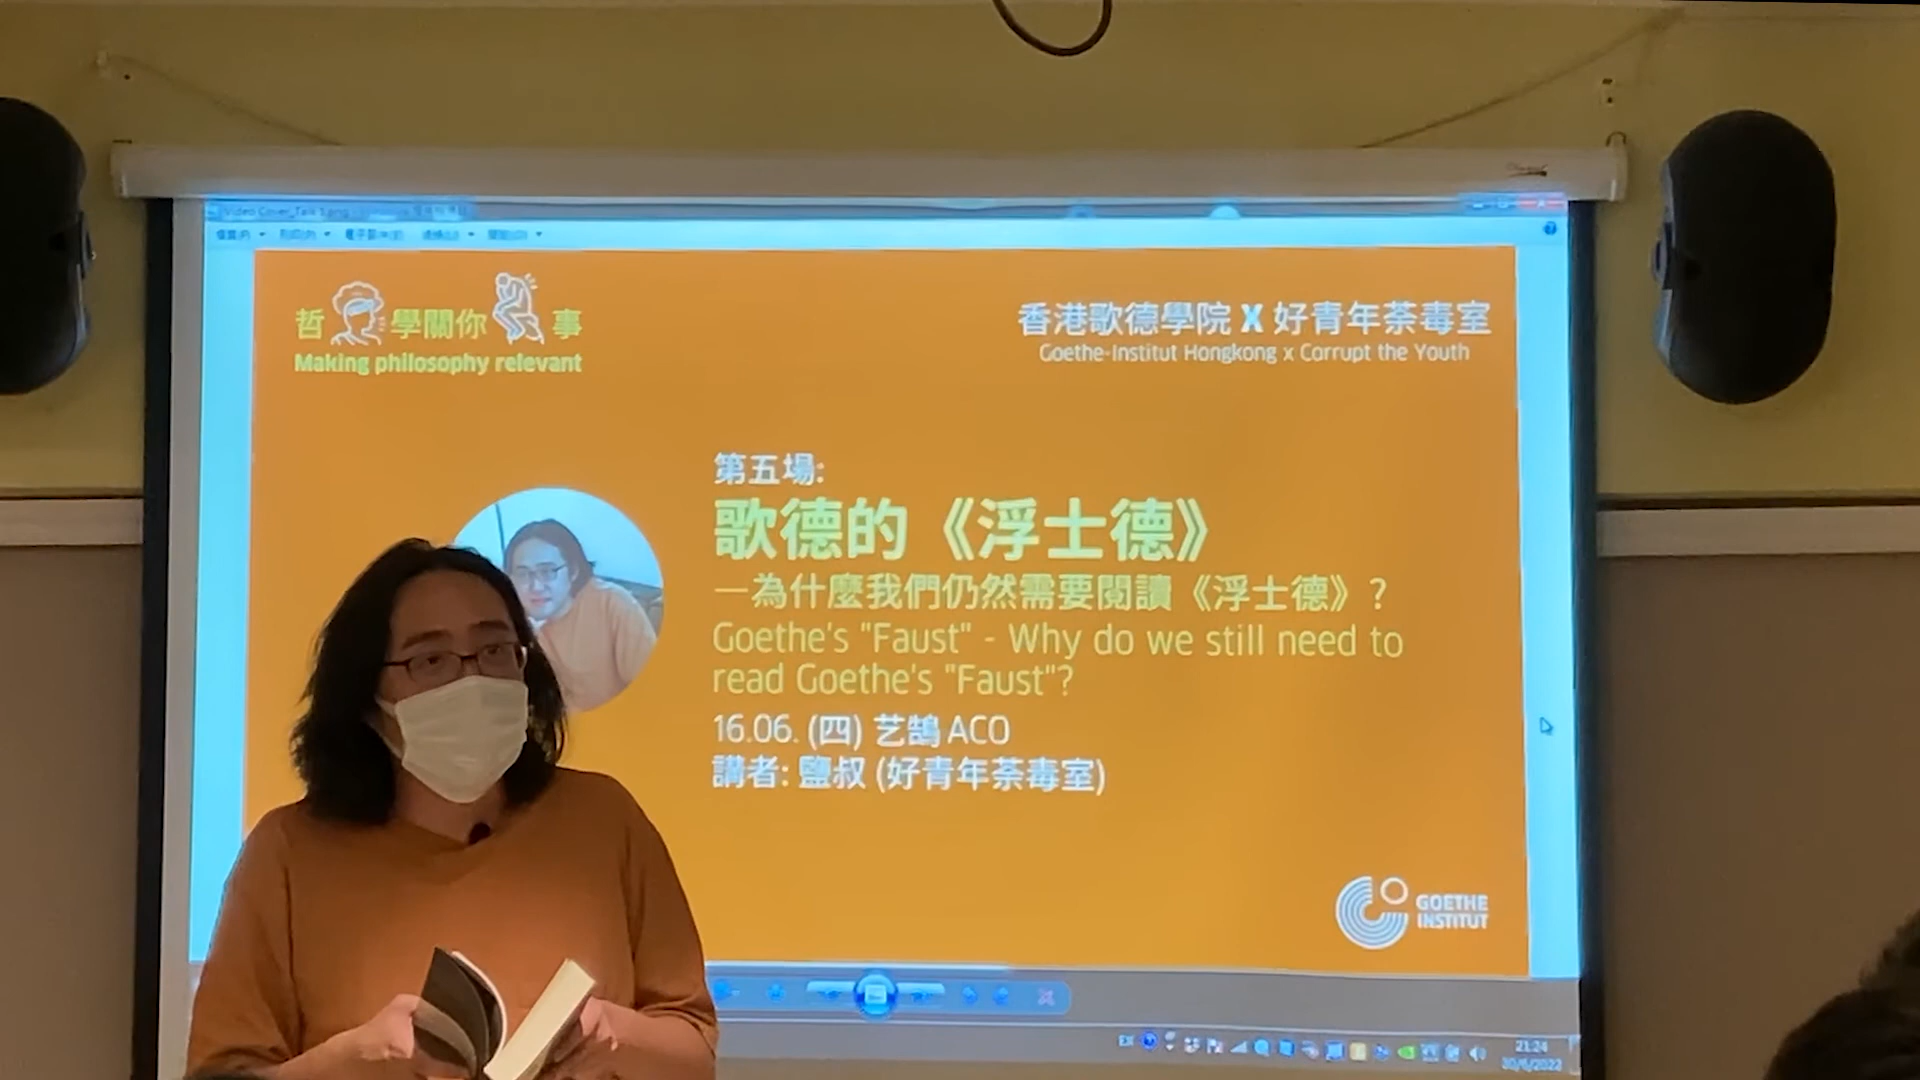 哲學關你事
Making philosophy relevant
香港歌德學院 X 好青年荼毒室
Goethe-Institut Hongkong x Corrupt the Youth
第五場:
歌德的《浮士德》
—為什麼我們仍然需要閱讀《浮士德》?
Goethe's "Faust" - Why do we still need to
read Goethe's "Faust"?
16.06. (四) 艺鵠 ACO
講者: 鹽叔 (好青年荼毒室)
GOETHE
INSTITUT
21:24
30/6/2022